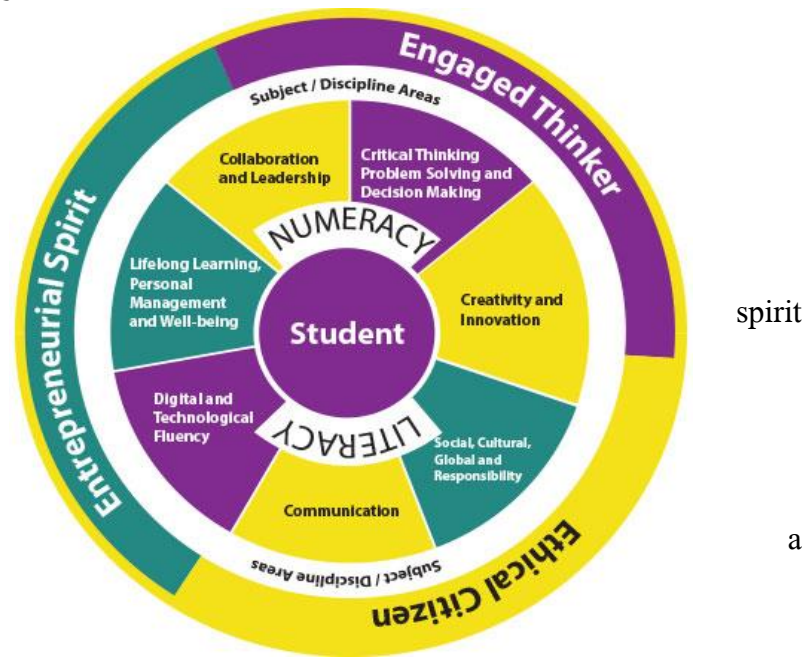 Engaged Thinker
Subject / Discipline Areas
Collaboration
and Leadership
Critical Thinking
Problem Solving and
Decision Making
NUMERACY
Entrepreneurial Spirit
Lifelong Learning,
Personal
Management
and Well-being
Creativity and
Innovation
spirit
Student
Digital and
Technological
Fluency
LITERACY
Social, Cultural,
Global and
Responsibility
Communication
a
Subject / Discipline Areas
Ethical Citizen